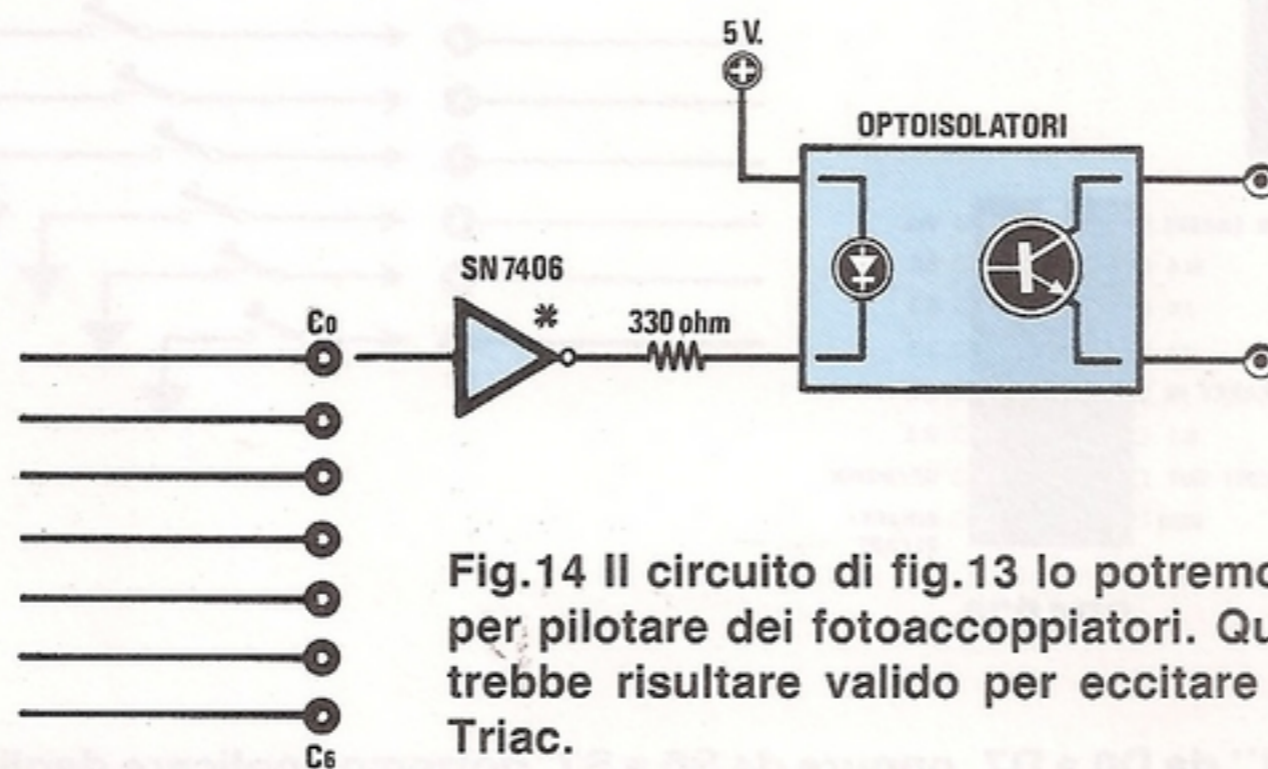 5 V.
OPTOISOLATORI
SN 7406
*
330 ohm
C0
C6
Fig.14 Il circuito di fig.13 lo potremo
per pilotare dei fotoaccoppiatori.
trebbe risultare valido per eccitare
Triac.